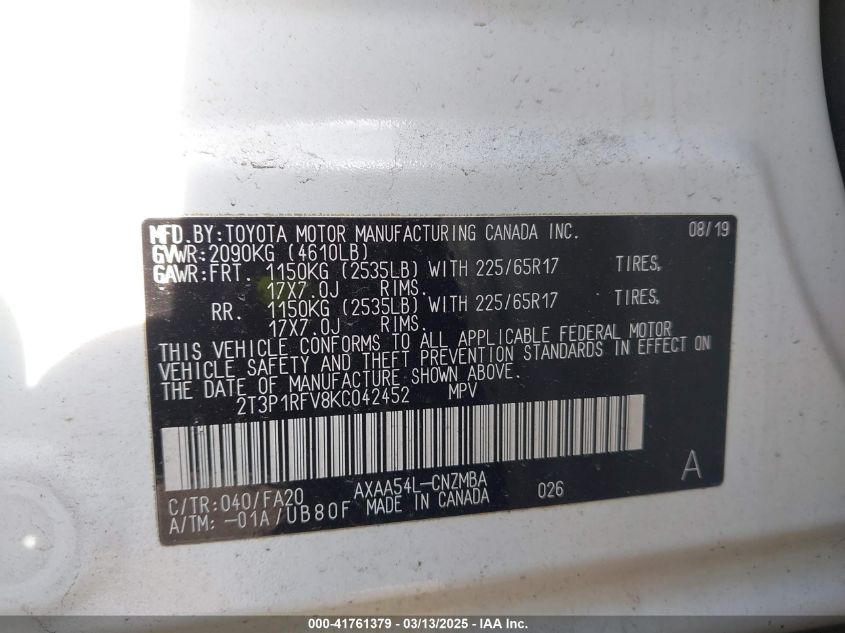 MFD.BY:TOYOTA MOTOR MANUFACTURING CANADA INC. 08/19
GVWR:2090KG (4610LB)
GAWR:FRT. 1150KG (2535LB) WITH 225/65R17 TIRES,
17X7.0J RIMS.
RR. 1150KG (2535LB) WITH 225/65R17 TIRES,
17X7.0J RIMS.
THIS VEHICLE CONFORMS TO ALL APPLICABLE FEDERAL MOTOR
VEHICLE SAFETY AND THEFT PREVENTION STANDARDS IN EFFECT ON
THE DATE OF MANUFACTURE SHOWN ABOVE.
2T3P1RFV8KC042452 MPV
A
C/TR:040/FA20 AXAA54L-CNZMBA 026
A/TM: -01A/UB80F MADE IN CANADA
000-41761379 - 03/13/2025 - IAA Inc.